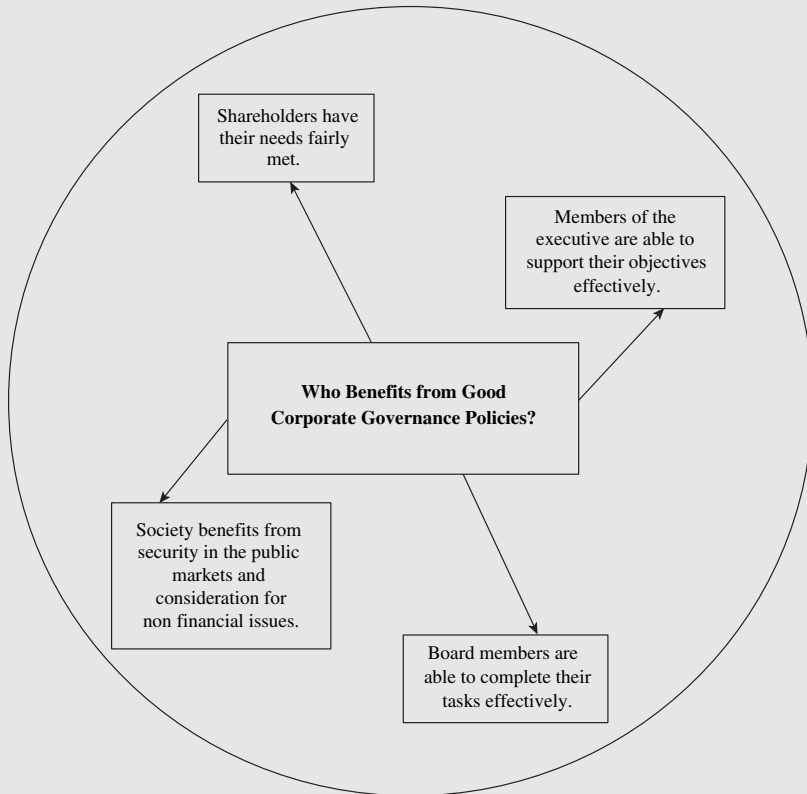 Shareholders have
their needs fairly
met.
Members of the
executive are able to
support their objectives
effectively.
Who Benefits from Good
Corporate Governance Policies?
Society benefits from
security in the public
markets and
consideration for
non financial issues.
Board members are
able to complete their
tasks effectively.